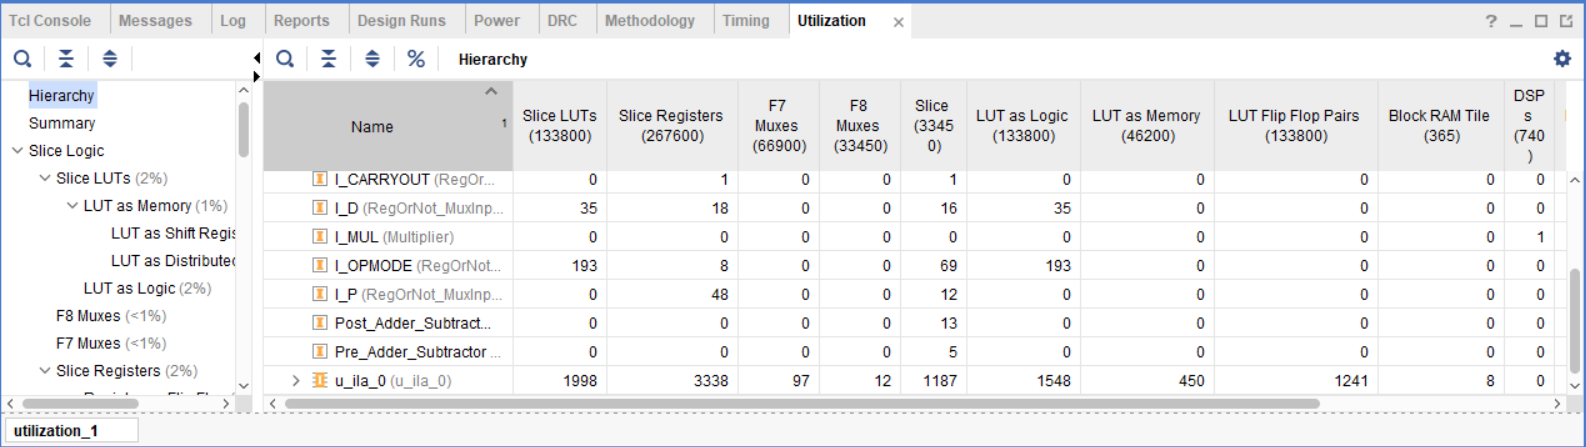 Tcl Console Messages Log Reports Design Runs Power DRC Methodology Timing Utilization × ?
% Hierarchy
Hierarchy
Summary
Slice Logic
Slice LUTs (2%)
LUT as Memory (1%)
LUT as Shift Regis
LUT as Distributed
LUT as Logic (2%)
F8 Muxes (<1%)
F7 Muxes (<1%)
Slice Registers (2%)
Name 1 Slice LUTs (133800) Slice Registers (267600) F7 Muxes (66900) F8 Muxes (33450) Slice (33450) LUT as Logic (133800) LUT as Memory (46200) LUT Flip Flop Pairs (133800) Block RAM Tile (365) DSPs (740)
I_CARRYOUT (RegOr... 0 1 0 0 1 0 0 0 0 0
I_D (RegOrNot_MuxInp... 35 18 0 0 16 35 0 0 0 0
I_MUL (Multiplier) 0 0 0 0 0 0 0 0 0 1
I_OPMODE (RegOrNot... 193 8 0 0 69 193 0 0 0 0
I_P (RegOrNot_MuxInp... 0 48 0 0 12 0 0 0 0 0
Post_Adder_Subtract... 0 0 0 0 13 0 0 0 0 0
Pre_Adder_Subtractor ... 0 0 0 0 5 0 0 0 0 0
u_ila_0 (u_ila_0) 1998 3338 97 12 1187 1548 450 1241 8 0
utilization_1